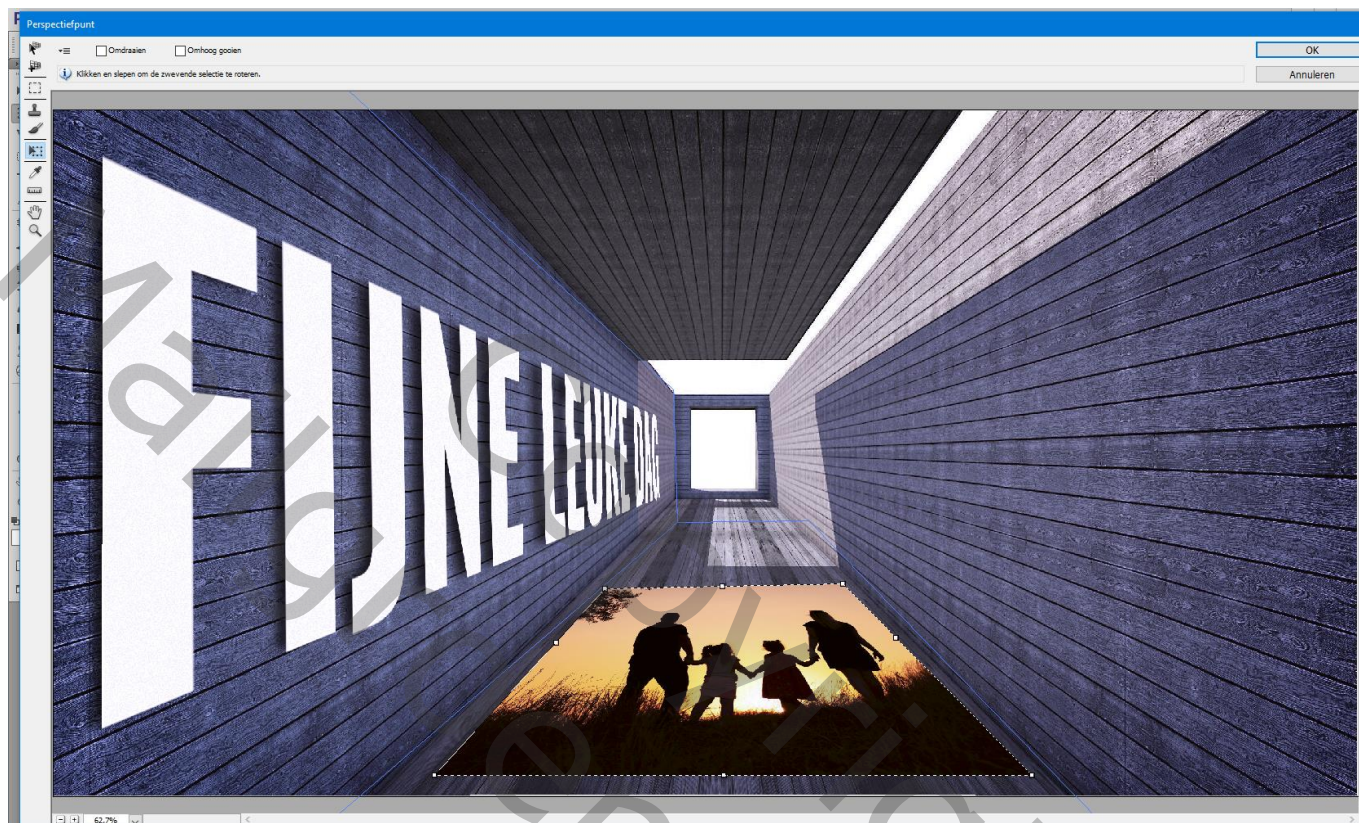 Perspectiefpunt
Omdraaien
Omhoog gooien
OK
Klikken en slepen om de zwevende selectie te roteren.
Annuleren
FIJNE LEUKE DAG
62.7%